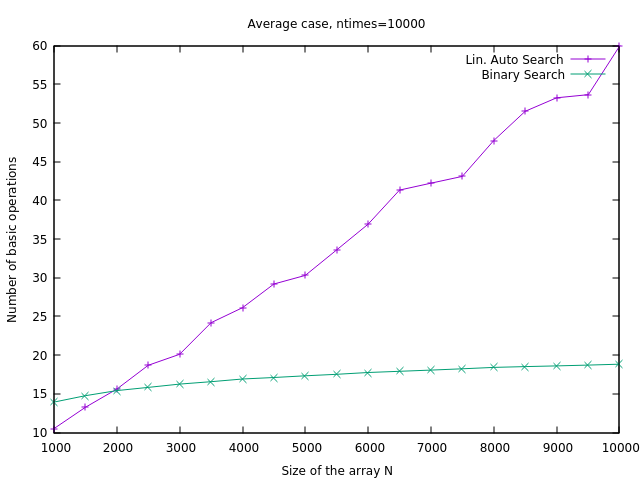 Average case, ntimes=10000
Lin. Auto Search
Binary Search
60
55
50
45
40
35
30
25
20
15
10
Number of basic operations
1000 2000 3000 4000 5000 6000 7000 8000 9000 10000
Size of the array N